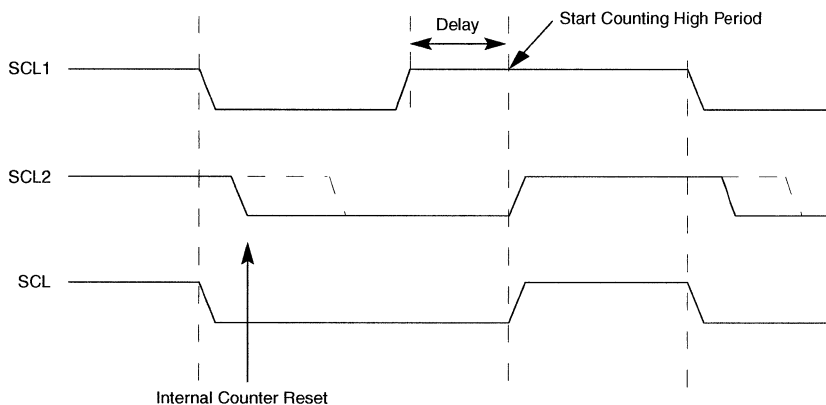 Delay
Start Counting High Period
SCL1
SCL2
SCL
Internal Counter Reset